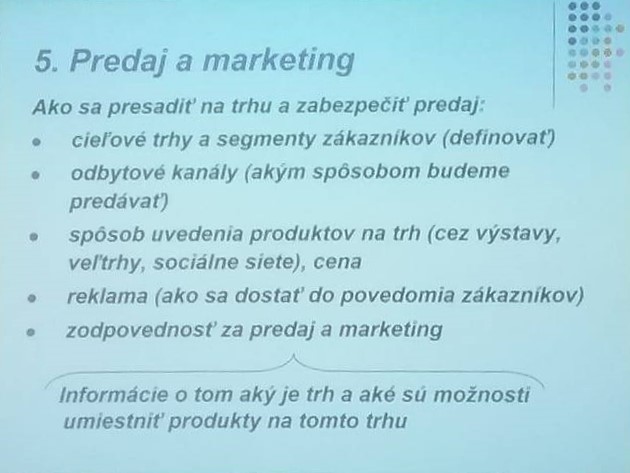 5. Predaj a marketing
Ako sa presadiť na trhu a zabezpečiť predaj:
cieľové trhy a segmenty zákazníkov (definovať)
odbytové kanály (akým spôsobom budeme
predávať)
spôsob uvedenia produktov na trh (cez výstavy,
veľtrhy, sociálne siete), cena
reklama (ako sa dostať do povedomia zákazníkov)
zodpovednosť za predaj a marketing
Informácie o tom aký je trh a aké sú možnosti
umiestniť produkty na tomto trhu